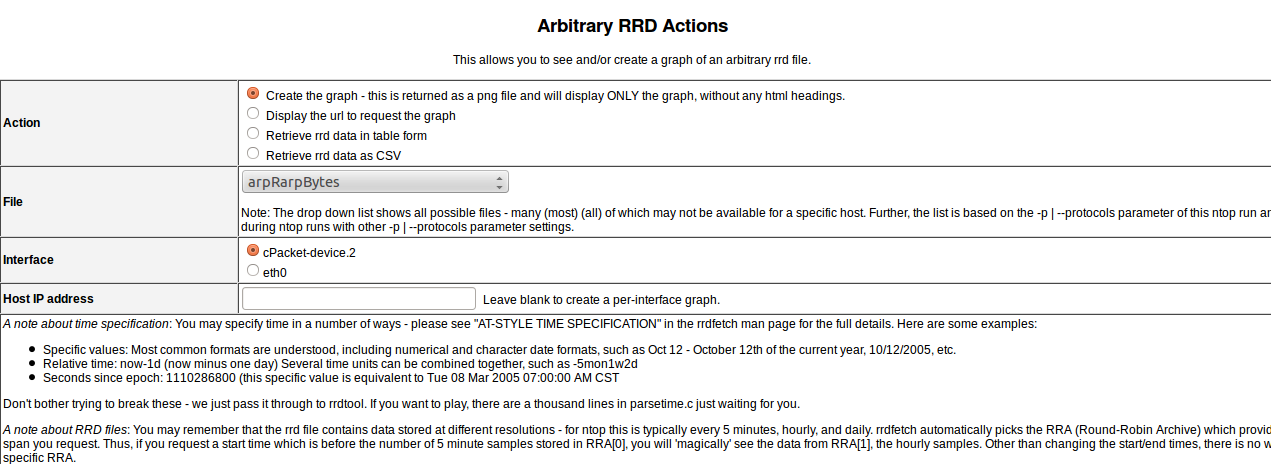 Arbitrary RRD Actions
This allows you to see and/or create a graph of an arbitrary rrd file.
Action
Create the graph - this is returned as a png file and will display ONLY the graph, without any html headings.
Display the url to request the graph
Retrieve rrd data in table form
Retrieve rrd data as CSV
File
arpRarpBytes
Note: The drop down list shows all possible files - many (most) (all) of which may not be available for a specific host. Further, the list is based on the -p | --protocols parameter of this ntop run
during ntop runs with other -p | --protocols parameter settings.
Interface
cPacket-device.2
eth0
Host IP address
Leave blank to create a per-interface graph.
A note about time specification: You may specify time in a number of ways - please see "AT-STYLE TIME SPECIFICATION" in the rrdfetch man page for the full details. Here are some examples:
Specific values: Most common formats are understood, including numerical and character date formats, such as Oct 12 - October 12th of the current year, 10/12/2005, etc.
Relative time: now-1d (now minus one day) Several time units can be combined together, such as -5mon1w2d
Seconds since epoch: 1110286800 (this specific value is equivalent to Tue 08 Mar 2005 07:00:00 AM CST
Don't bother trying to break these - we just pass it through to rrdtool. If you want to play, there are a thousand lines in parsetime.c just waiting for you.
A note about RRD files: You may remember that the rrd file contains data stored at different resolutions - for ntop this is typically every 5 minutes, hourly, and daily. rrdfetch automatically picks the RRA (Round-Robin Archive) which
span you request. Thus, if you request a start time which is before the number of 5 minute samples stored in RRA[0], you will 'magically' see the data from RRA[1], the hourly samples. Other than changing the start/end times, there is no
specific RRA.